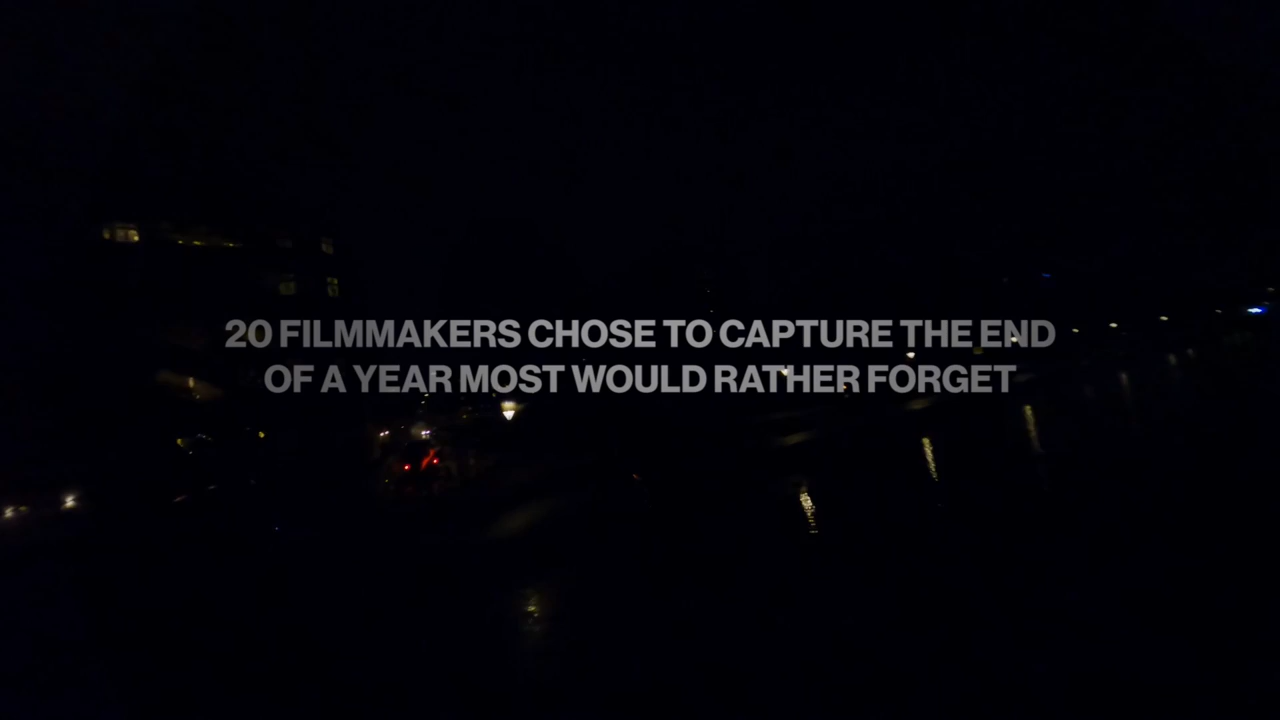 20 FILMMAKERS CHOSE TO CAPTURE THE END
OF A YEAR MOST WOULD RATHER FORGET